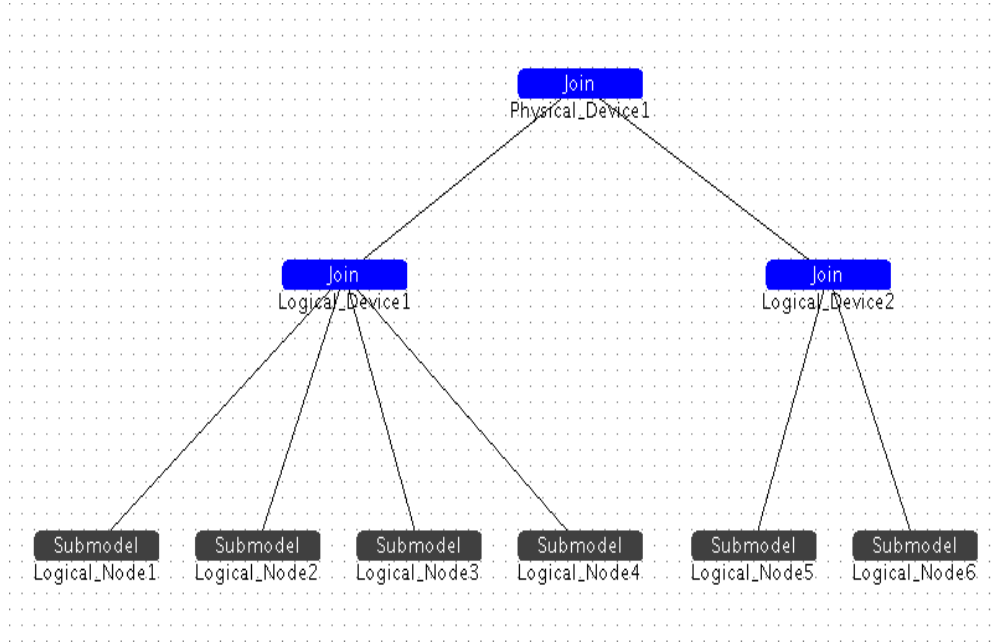 Join
Physical_Device1
Join
Logical_Device1
Join
Logical_Device2
Submodel
Logical_Node1
Submodel
Logical_Node2
Submodel
Logical_Node3
Submodel
Logical_Node4
Submodel
Logical_Node5
Submodel
Logical_Node6